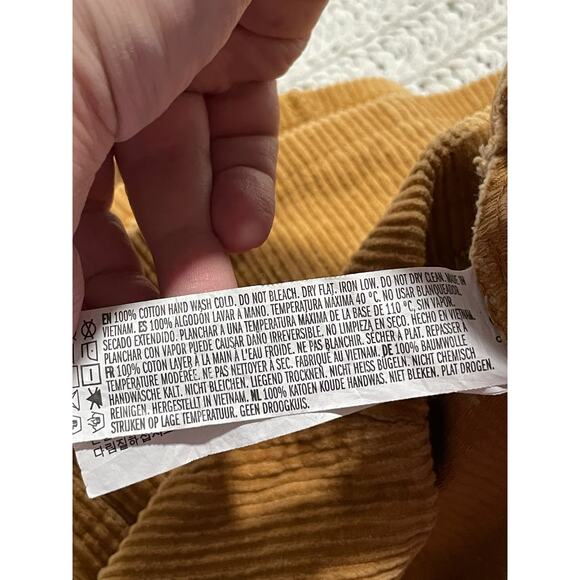 EN 100% COTTON HAND WASH COLD. DO NOT BLEACH. DRY FLAT. IRON LOW. DO NOT DRY CLEAN. MADE IN
VIETNAM. ES 100% ALGODÓN LAVAR A MANO. TEMPERATURA MÁXIMA 40 °C. NO USAR BLANQUEADOR.
SECADO EXTENDIDO. PLANCHAR A UNA TEMPERATURA MÁXIMA DE LA BASE DE 110 °C, SIN VAPOR.
PLANCHAR CON VAPOR PUEDE CAUSAR DAÑO IRREVERSIBLE. NO LIMPIEZA EN SECO. HECHO EN VIETNAM.
FR 100% COTON LAVER À LA MAIN À L'EAU FROIDE. NE PAS BLANCHIR. SÉCHER À PLAT. REPASSER À
TEMPÉRATURE MODÉRÉE. NE PAS NETTOYER À SEC. FABRIQUÉ AU VIETNAM. DE 100% BAUMWOLLE
KALT. NICHT BLEICHEN. LIEGEND TROCKNEN. NICHT HEISS BÜGELN. NICHT CHEMISCH
REINIGEN. HERGESTELLT IN VIETNAM. NL 100% KATOEN KOUDE HANDWAS. NIET BLEKEN. PLAT DROGEN.
STRIJKEN OP LAGE TEMPERATUUR. GEEN DROOGKUIS.